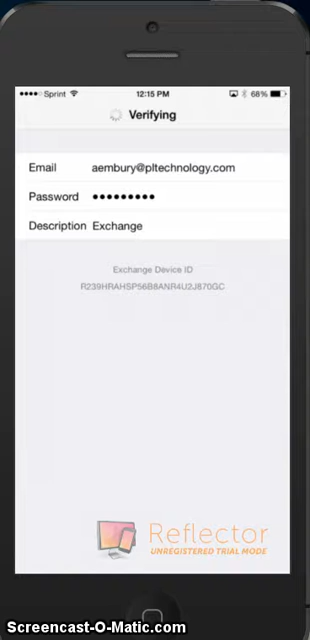 Sprint 12:15 PM 68%
Verifying
Email aembury@pltechnology.com
Password •••••••••
Description Exchange
Exchange Device ID
R239HRAHSP56B8ANR4U2J870GC
Reflector
UNREGISTERED TRIAL MODE
Screencast-O-Matic.com